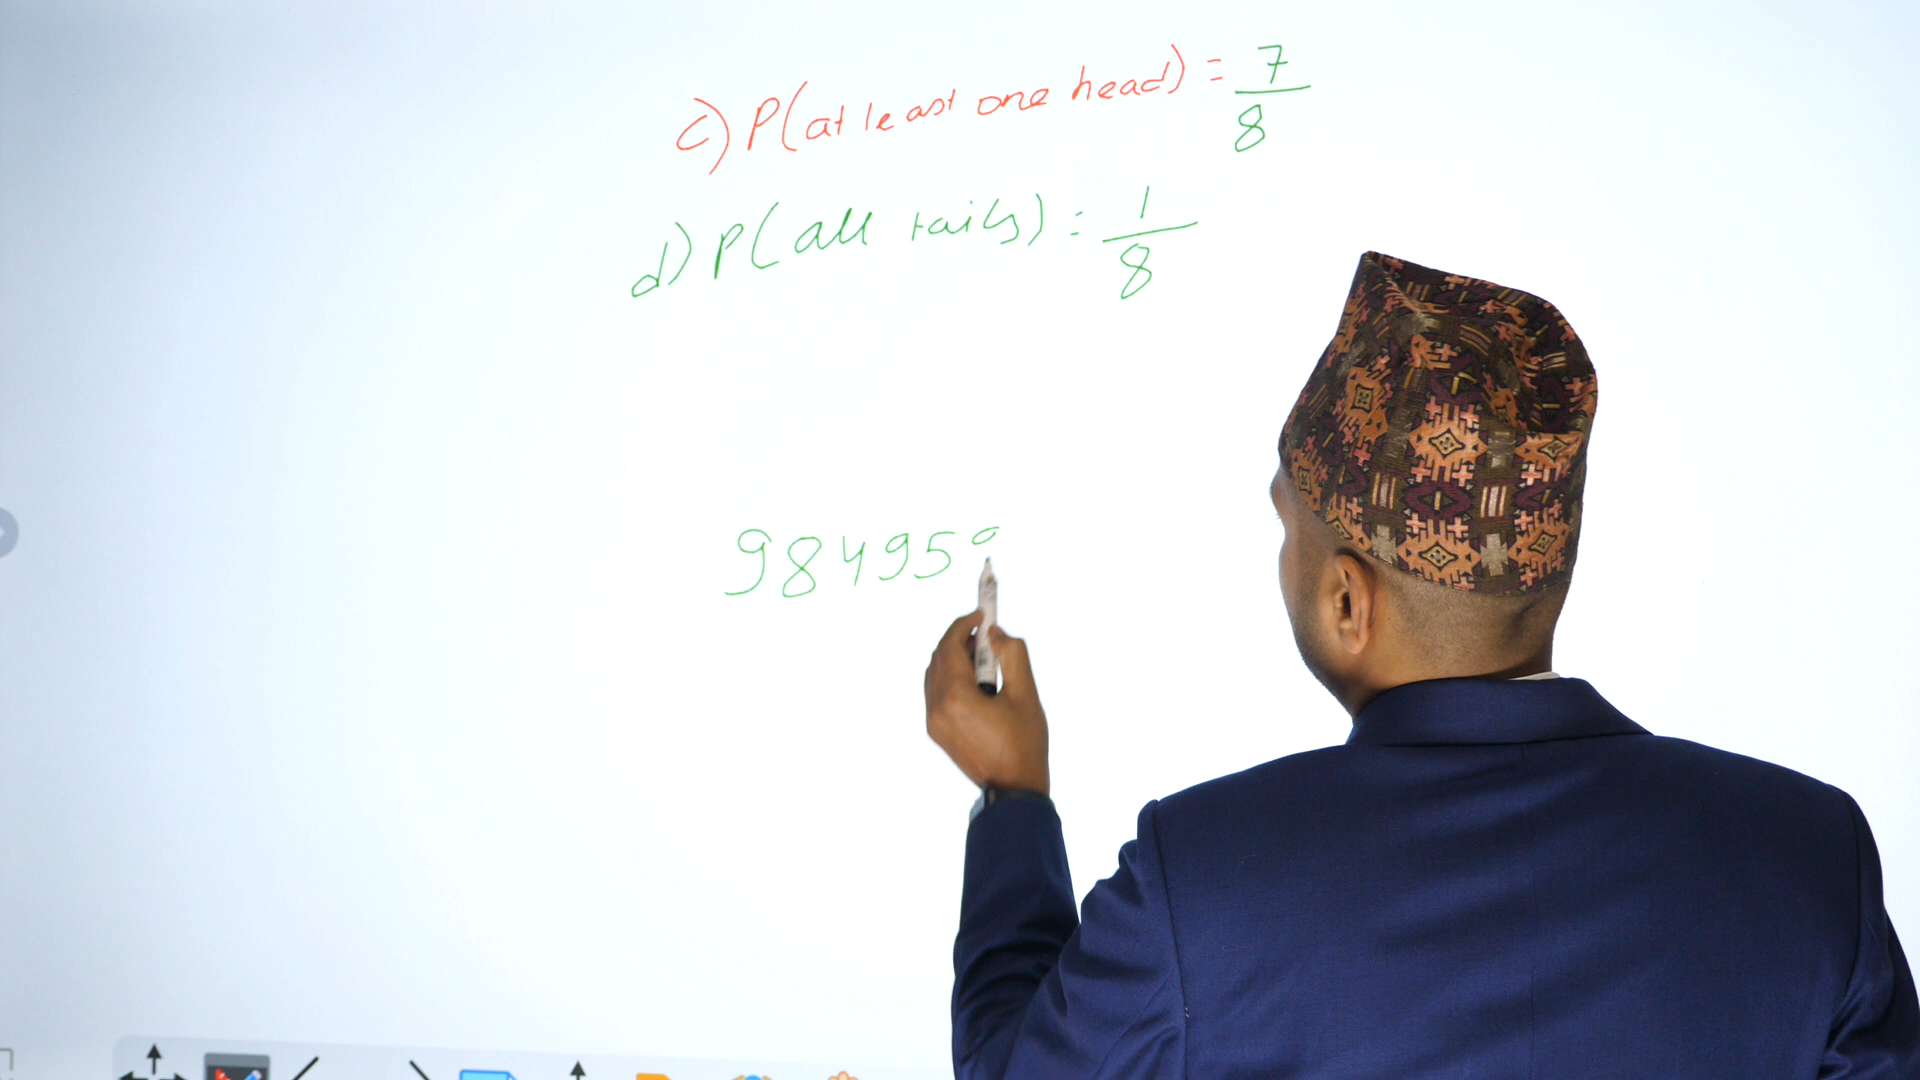 c) P(at least one head) = 7/8
d) P(all tails) = 1/8
98495